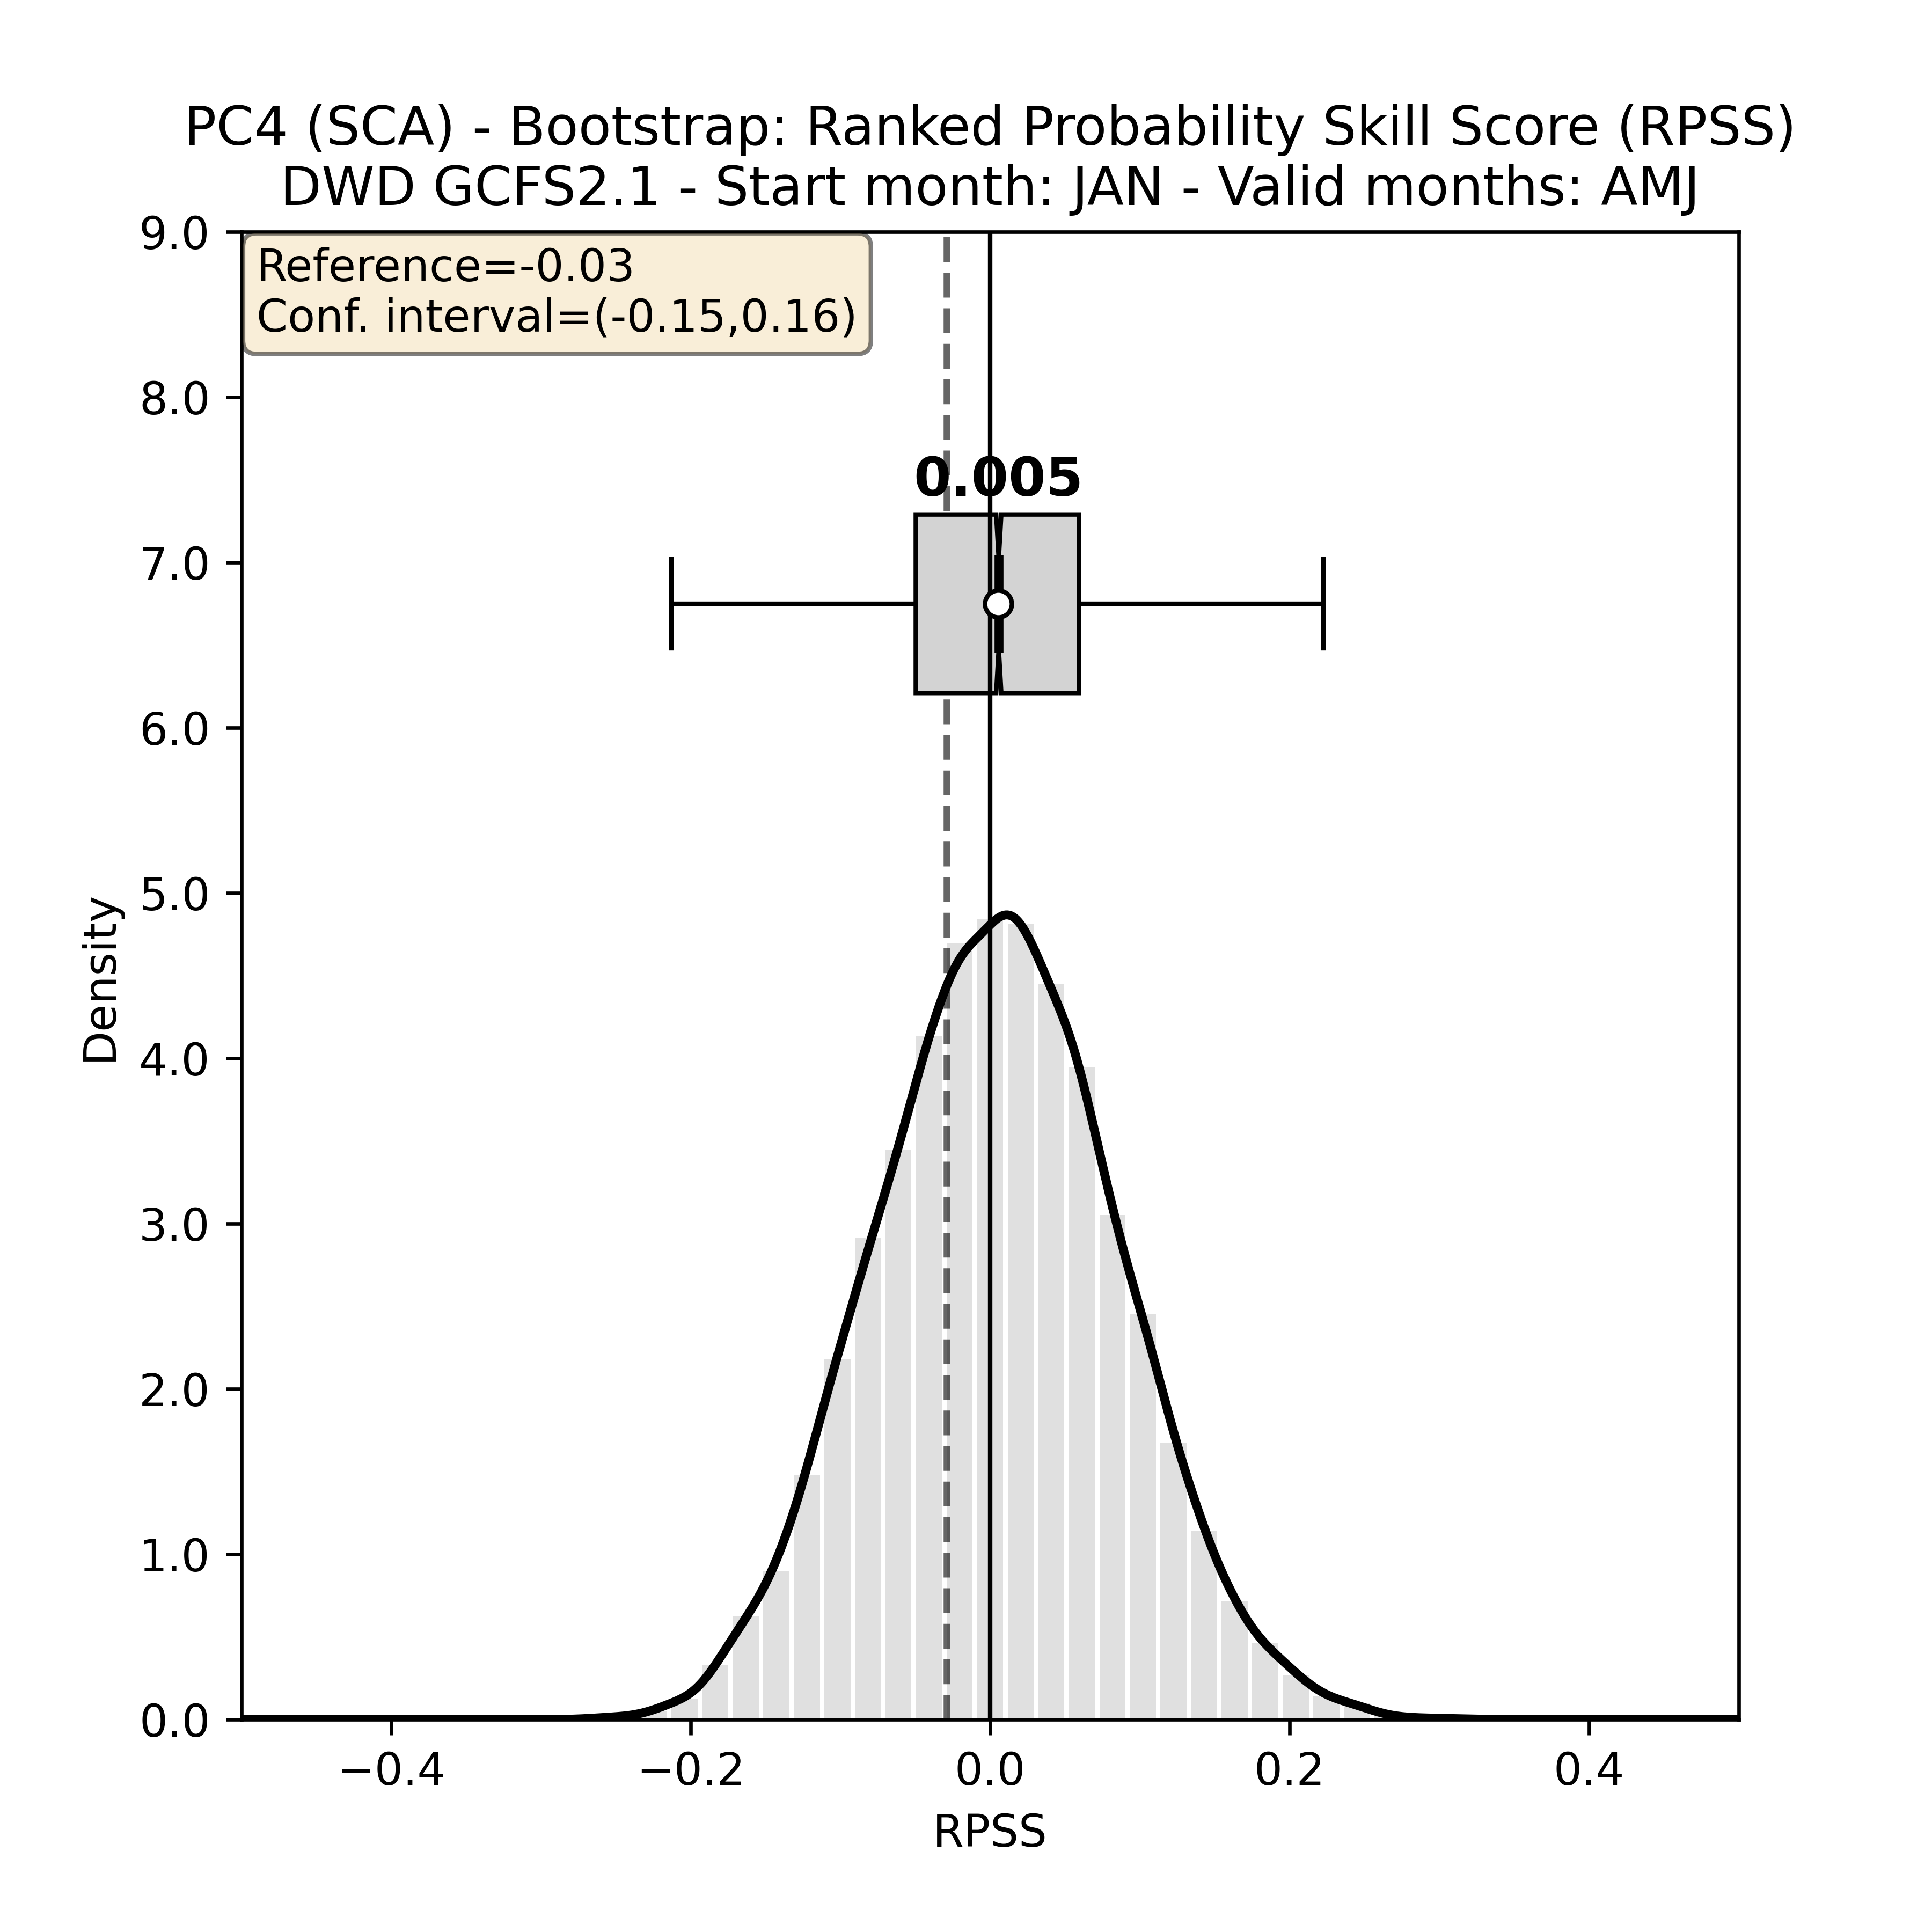 PC4 (SCA) - Bootstrap: Ranked Probability Skill Score (RPSS)
DWD GCFS2.1 - Start month: JAN - Valid months: AMJ
Reference=-0.03
Conf. interval=(-0.15,0.16)
9.0
8.0
7.0
6.0
5.0
4.0
3.0
2.0
1.0
0.0
Density
0.005
−0.4 −0.2 0.0 0.2 0.4
RPSS